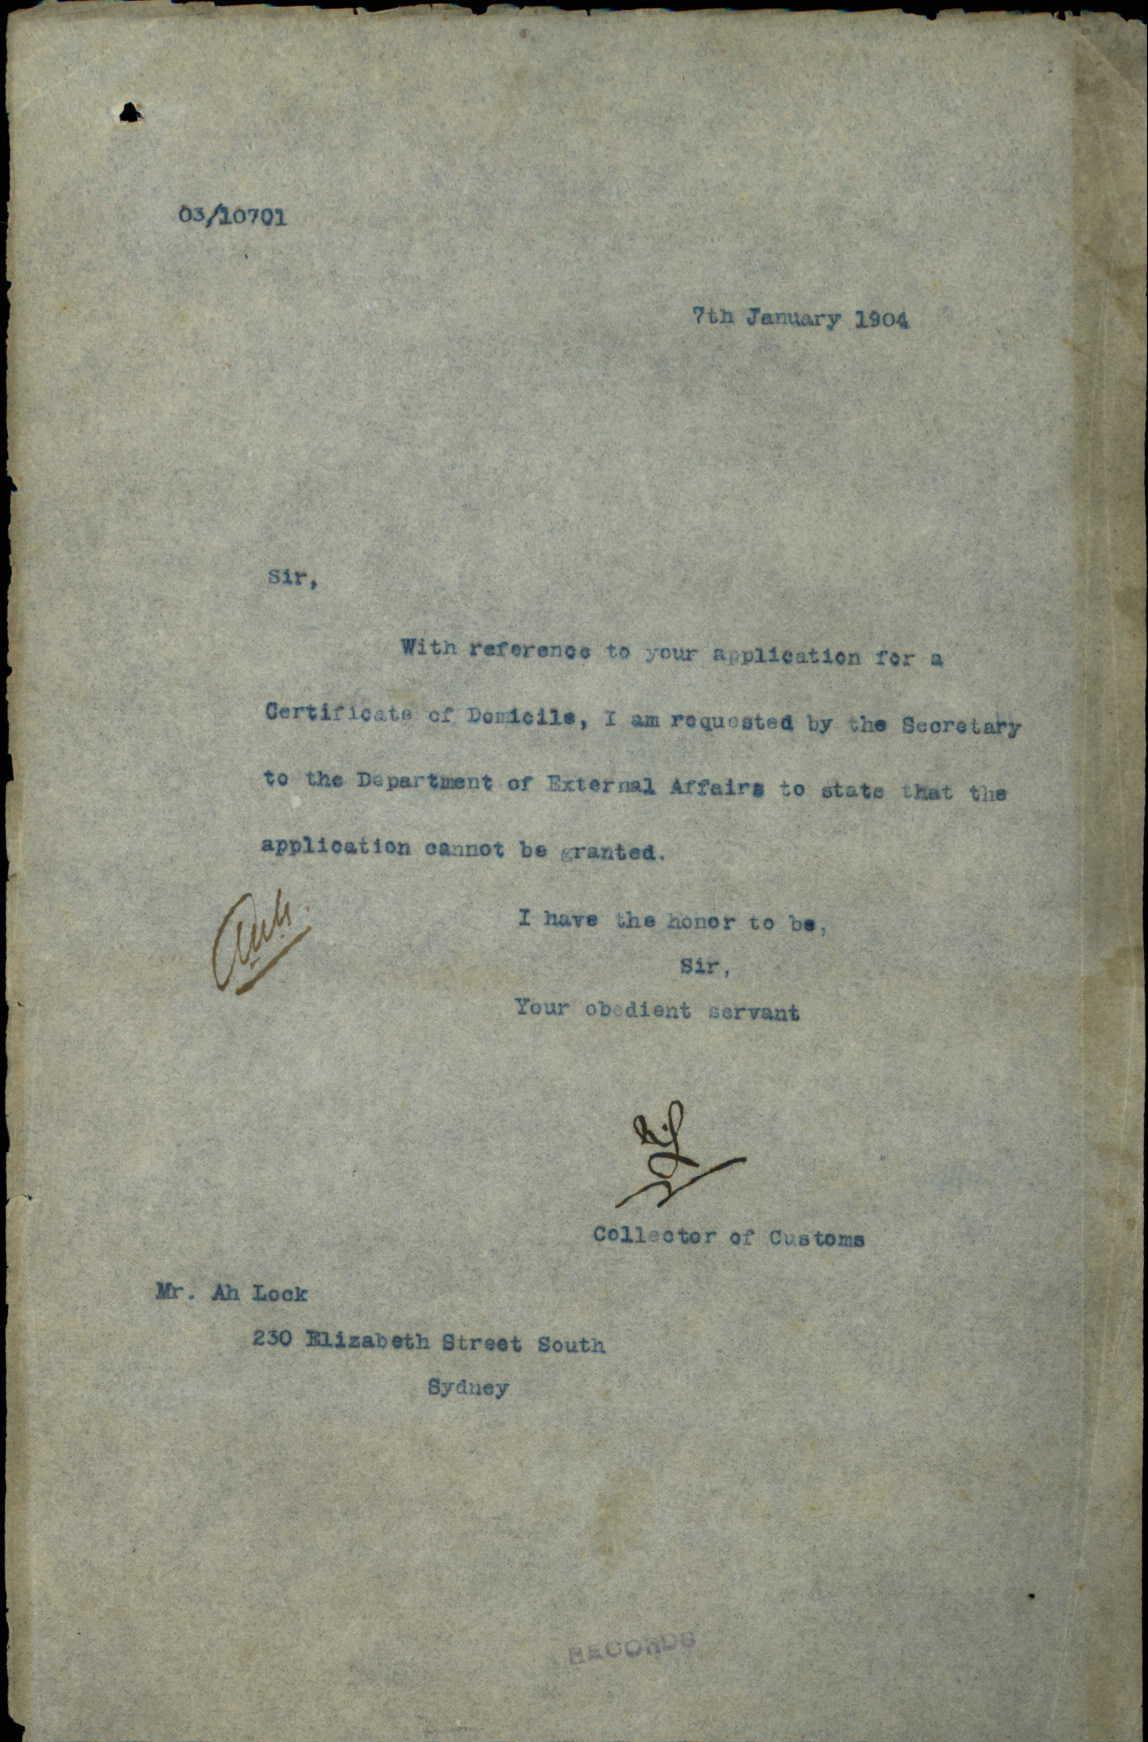 03/10701
7th January 1904
Sir,
With reference to your application for a
Certificate of Domicile, I am requested by the Secretary
to the Department of External Affairs to state that the
application cannot be granted.
I have the honor to be,
Sir,
Your obedient servant
Collector of Customs
Mr. Ah Lock
230 Elizabeth Street South
Sydney
RECORDS